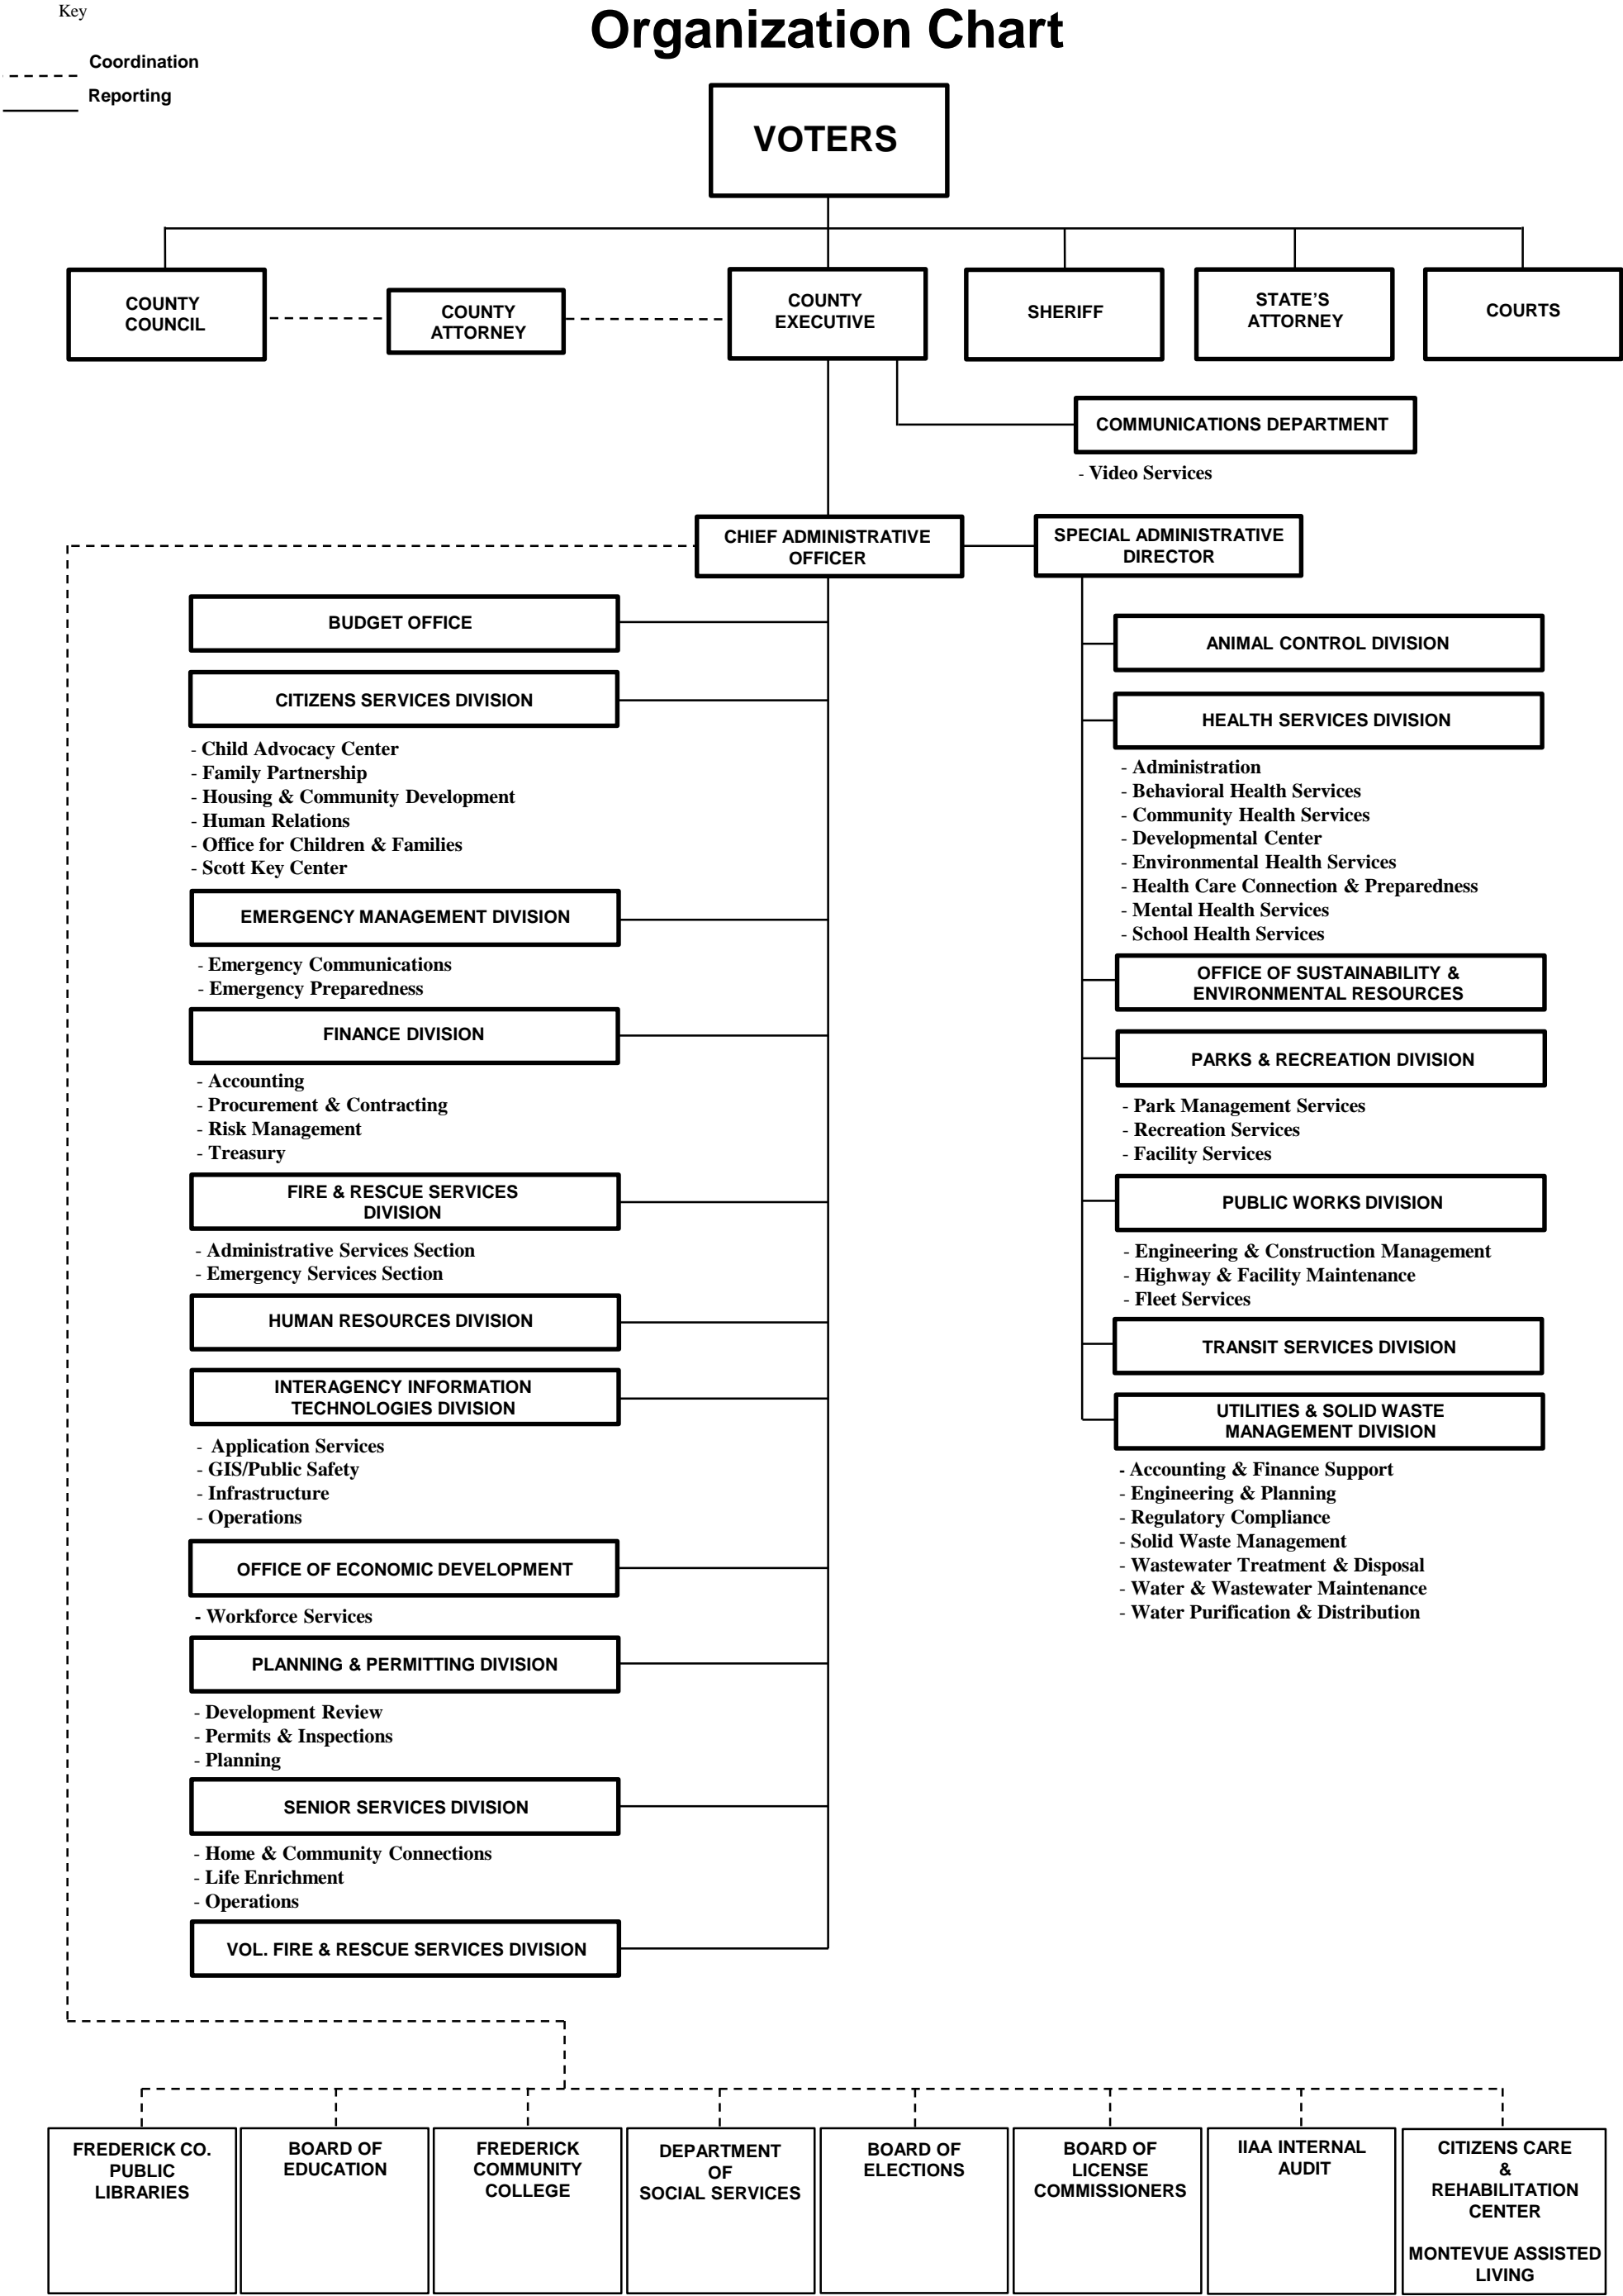 Key
Organization Chart
Coordination
Reporting
VOTERS
COUNTY
COUNCIL
COUNTY
ATTORNEY
COUNTY
EXECUTIVE
SHERIFF
STATE'S
ATTORNEY
COURTS
COMMUNICATIONS DEPARTMENT
- Video Services
CHIEF ADMINISTRATIVE
OFFICER
SPECIAL ADMINISTRATIVE
DIRECTOR
BUDGET OFFICE
CITIZENS SERVICES DIVISION
- Child Advocacy Center
- Family Partnership
- Housing & Community Development
- Human Relations
- Office for Children & Families
- Scott Key Center
EMERGENCY MANAGEMENT DIVISION
- Emergency Communications
- Emergency Preparedness
FINANCE DIVISION
- Accounting
- Procurement & Contracting
- Risk Management
- Treasury
FIRE & RESCUE SERVICES
DIVISION
- Administrative Services Section
- Emergency Services Section
HUMAN RESOURCES DIVISION
INTERAGENCY INFORMATION
TECHNOLOGIES DIVISION
- Application Services
- GIS/Public Safety
- Infrastructure
- Operations
OFFICE OF ECONOMIC DEVELOPMENT
- Workforce Services
PLANNING & PERMITTING DIVISION
- Development Review
- Permits & Inspections
- Planning
SENIOR SERVICES DIVISION
- Home & Community Connections
- Life Enrichment
- Operations
VOL. FIRE & RESCUE SERVICES DIVISION
ANIMAL CONTROL DIVISION
HEALTH SERVICES DIVISION
- Administration
- Behavioral Health Services
- Community Health Services
- Developmental Center
- Environmental Health Services
- Health Care Connection & Preparedness
- Mental Health Services
- School Health Services
OFFICE OF SUSTAINABILITY &
ENVIRONMENTAL RESOURCES
PARKS & RECREATION DIVISION
- Park Management Services
- Recreation Services
- Facility Services
PUBLIC WORKS DIVISION
- Engineering & Construction Management
- Highway & Facility Maintenance
- Fleet Services
TRANSIT SERVICES DIVISION
UTILITIES & SOLID WASTE
MANAGEMENT DIVISION
- Accounting & Finance Support
- Engineering & Planning
- Regulatory Compliance
- Solid Waste Management
- Wastewater Treatment & Disposal
- Water & Wastewater Maintenance
- Water Purification & Distribution
FREDERICK CO.
PUBLIC
LIBRARIES
BOARD OF
EDUCATION
FREDERICK
COMMUNITY
COLLEGE
DEPARTMENT
OF
SOCIAL SERVICES
BOARD OF
ELECTIONS
BOARD OF
LICENSE
COMMISSIONERS
IIAA INTERNAL
AUDIT
CITIZENS CARE
&
REHABILITATION
CENTER
MONTEVUE ASSISTED
LIVING